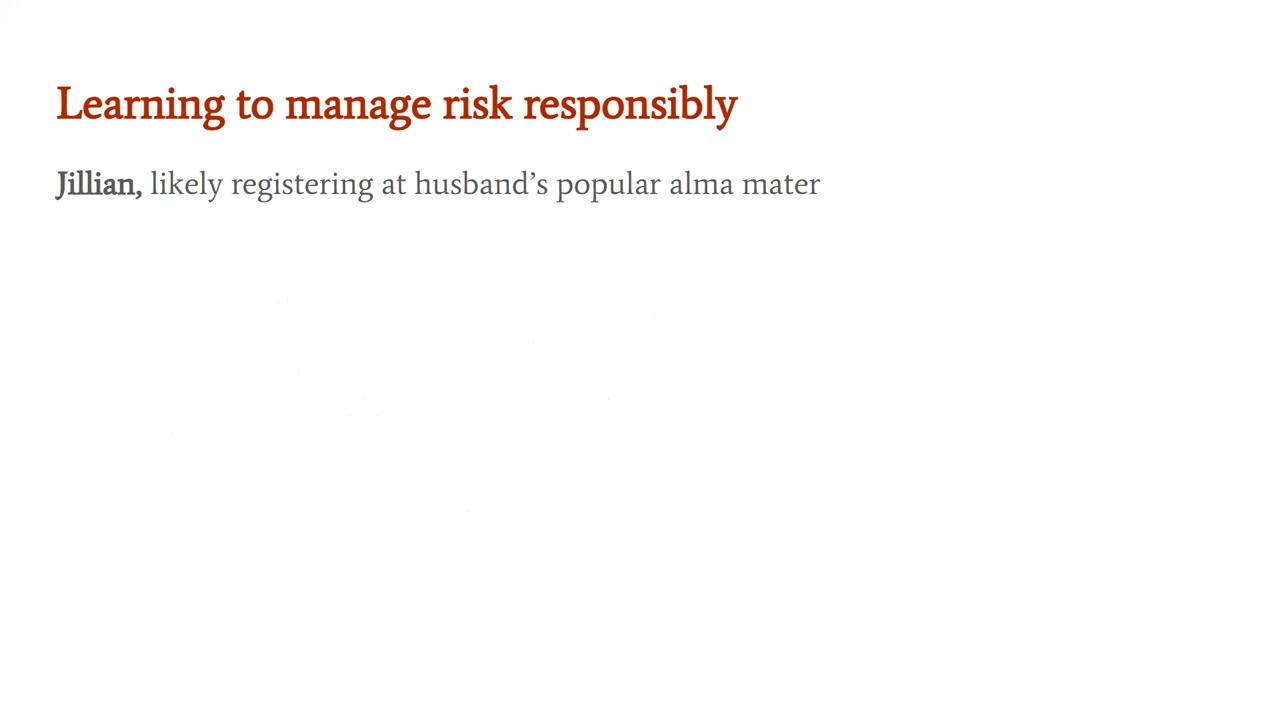 Learning to manage risk responsibly
Jillian, likely registering at husband’s popular alma mater